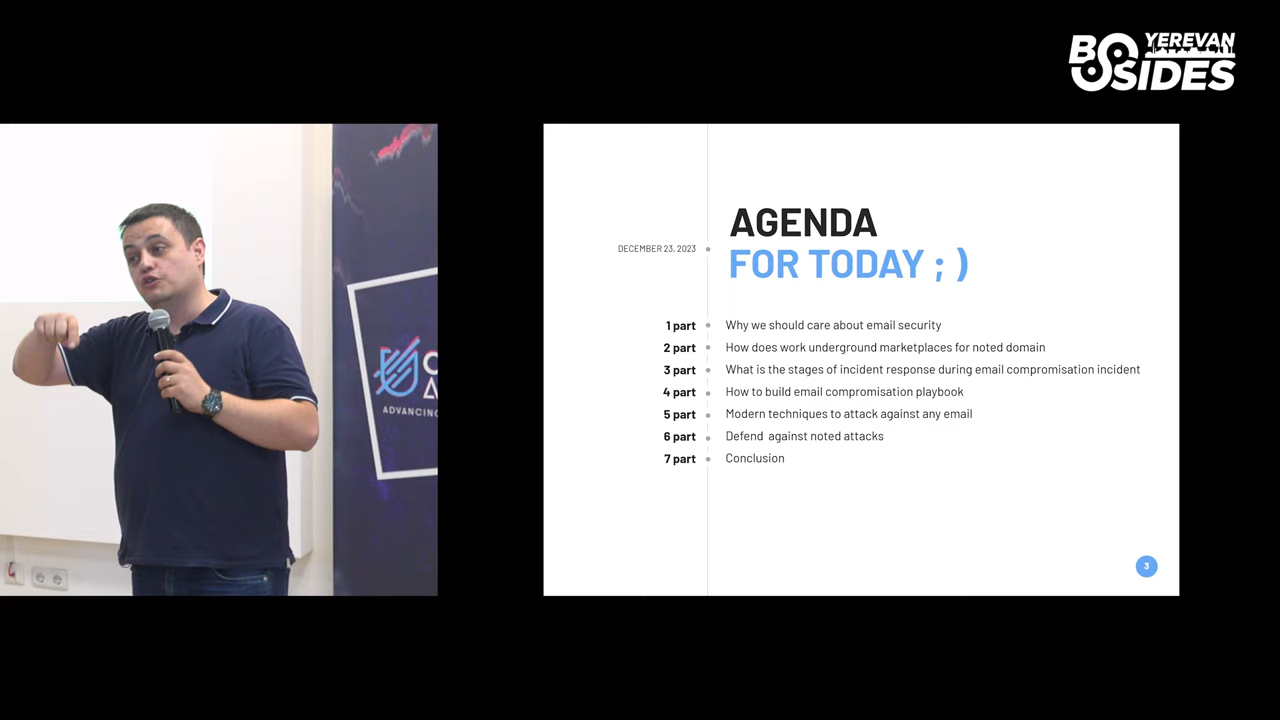 YEREVAN
BSIDES
ADVANCING
AGENDA
FOR TODAY ; )
DECEMBER 23, 2023
1 part Why we should care about email security
2 part How does work underground marketplaces for noted domain
3 part What is the stages of incident response during email compromisation incident
4 part How to build email compromisation playbook
5 part Modern techniques to attack against any email
6 part Defend against noted attacks
7 part Conclusion
3